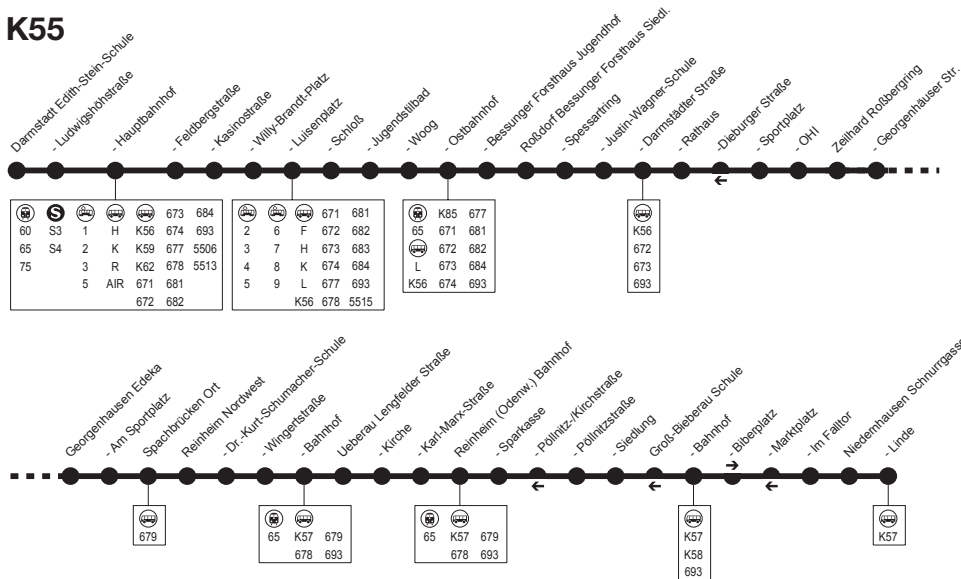 K55
Darmstadt Edith-Stein-Schule
- Ludwigshöhstraße
- Hauptbahnhof
- Feldbergstraße
- Kasinostraße
- Willy-Brandt-Platz
- Luisenplatz
- Schloß
- Jugendstilbad
- Woog
- Ostbahnhof
- Bessunger Forsthaus Jugendhof
Roßdorf Bessunger Forsthaus Siedl.
- Spessartring
- Justin-Wagner-Schule
- Darmstädter Straße
- Rathaus
-Dieburger Straße
- Sportplatz
- OHI
Zeilhard Roßbergring
- Georgenhäuser Str.
←
S 673 684
60 S3 1 H K56 674 693
65 S4 2 K K59 677 5506
75 3 R K62 678 5513
5 AIR 671 681
672 682
671 681
2 6 F 672 682
3 7 H 673 683
4 8 K 674 684
5 9 L 677 693
K56 678 5515
K85 677
65 671 681
672 682
L 673 684
K56 674 693
K56
672
673
693
Georgenhausen Edeka
- Am Sportplatz
Spachbrücken Ort
Reinheim Nordwest
- Dr.-Kurt-Schumacher-Schule
- Wingertstraße
- Bahnhof
Ueberau Lengfelder Straße
- Kirche
- Karl-Marx-Straße
Reinheim (Odenw.) Bahnhof
- Sparkasse
- Pöllnitz-/Kirchstraße
- Pöllnitzstraße
- Siedlung
Groß-Bieberau Schule
- Bahnhof
- Biberplatz
- Marktplatz
- Im Falltor
Niedernhausen Schnurrgasse
- Linde
← ← → ←
679
65 K57 679
678 693
65 K57 679
678 693
K57
K58
693
K57